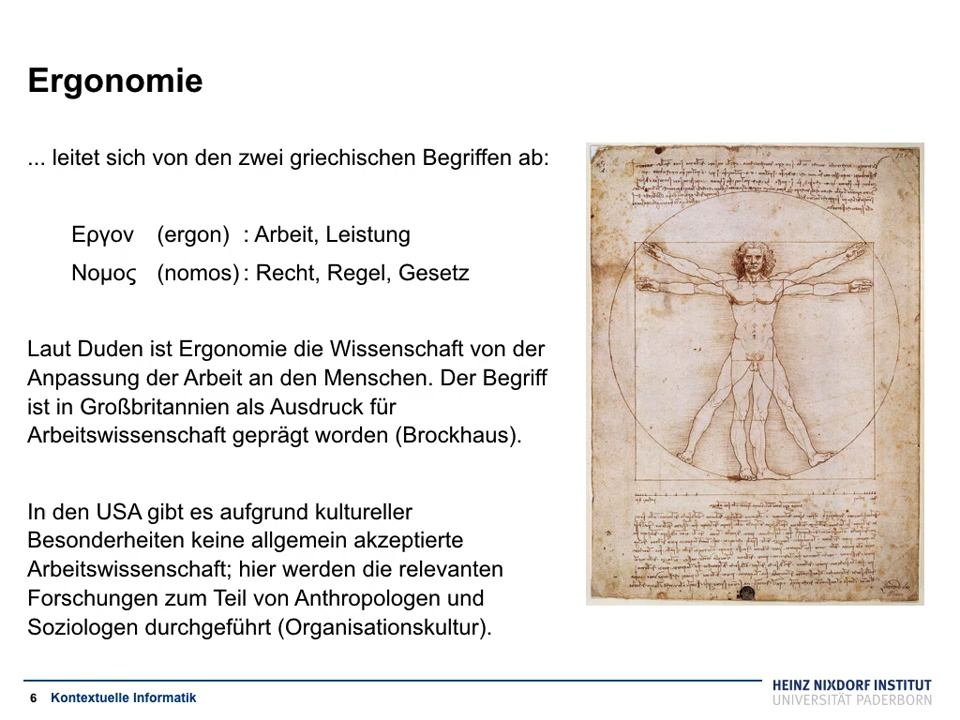 Ergonomie
... leitet sich von den zwei griechischen Begriffen ab:
Εργον (ergon) : Arbeit, Leistung
Νομος (nomos) : Recht, Regel, Gesetz
Laut Duden ist Ergonomie die Wissenschaft von der
Anpassung der Arbeit an den Menschen. Der Begriff
ist in Großbritannien als Ausdruck für
Arbeitswissenschaft geprägt worden (Brockhaus).
In den USA gibt es aufgrund kultureller
Besonderheiten keine allgemein akzeptierte
Arbeitswissenschaft; hier werden die relevanten
Forschungen zum Teil von Anthropologen und
Soziologen durchgeführt (Organisationskultur).
6 Kontextuelle Informatik
HEINZ NIXDORF INSTITUT
UNIVERSITÄT PADERBORN